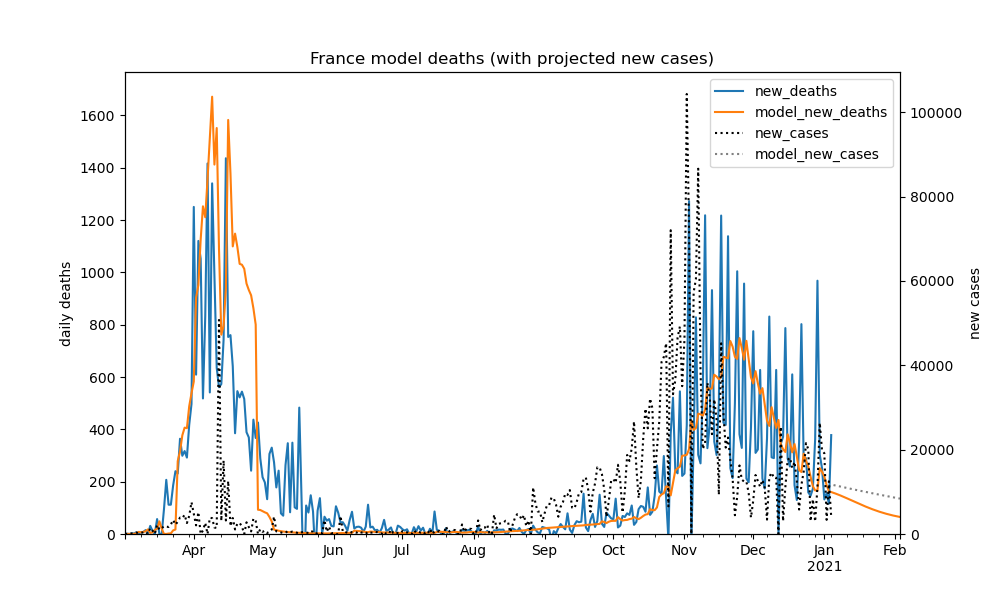 France model deaths (with projected new cases)
new_deaths
model_new_deaths
new_cases
model_new_cases
daily deaths
1600
1400
1200
1000
800
600
400
200
0
100000
80000
60000
40000
20000
0
new cases
Apr May Jun Jul Aug Sep Oct Nov Dec Jan Feb
2021